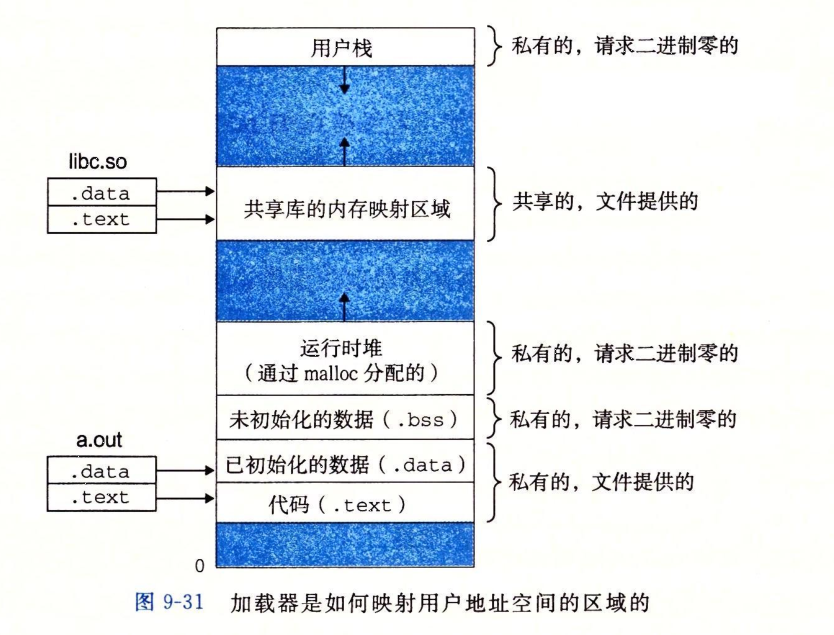 用户栈
私有的，请求二进制零的
libc.so
.data
.text
共享库的内存映射区域
共享的，文件提供的
运行时堆
（通过 malloc 分配的）
私有的，请求二进制零的
未初始化的数据（.bss）
私有的，请求二进制零的
a.out
.data
.text
已初始化的数据（.data）
代码（.text）
私有的，文件提供的
0
图 9-31 加载器是如何映射用户地址空间的区域的